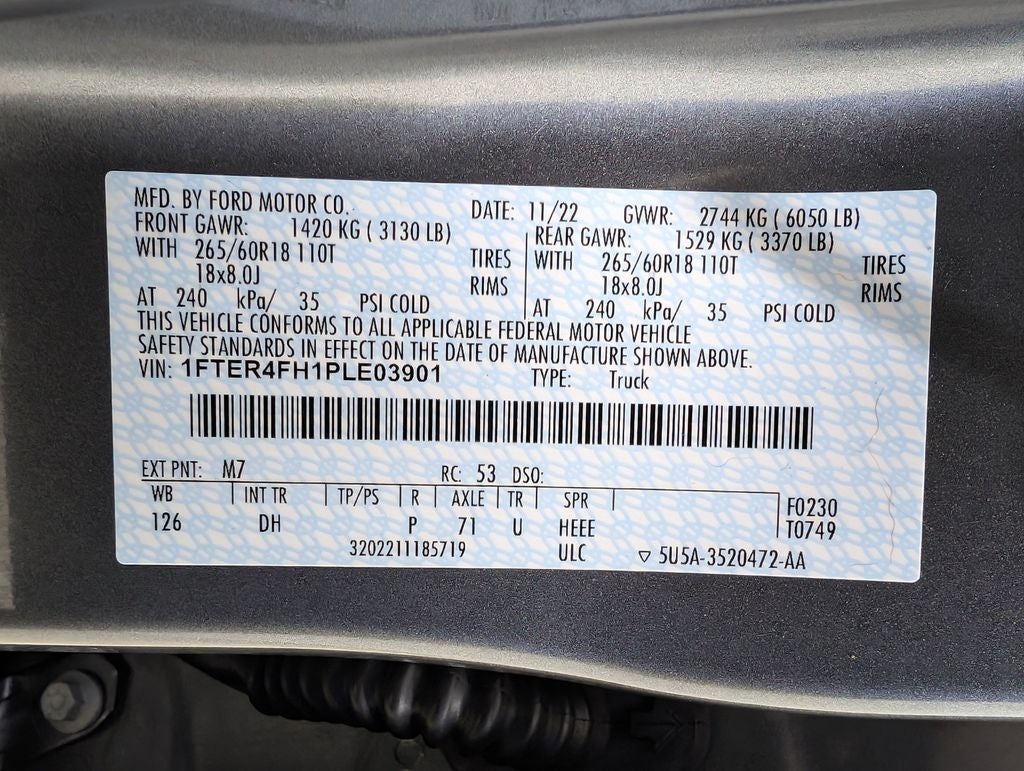 MFD. BY FORD MOTOR CO. DATE: 11/22 GVWR: 2744 KG ( 6050 LB)
FRONT GAWR: 1420 KG ( 3130 LB) REAR GAWR: 1529 KG ( 3370 LB)
WITH 265/60R18 110T TIRES WITH 265/60R18 110T TIRES
18x8.0J RIMS 18x8.0J RIMS
AT 240 kPa/ 35 PSI COLD AT 240 kPa/ 35 PSI COLD
THIS VEHICLE CONFORMS TO ALL APPLICABLE FEDERAL MOTOR VEHICLE
SAFETY STANDARDS IN EFFECT ON THE DATE OF MANUFACTURE SHOWN ABOVE.
VIN: 1FTER4FH1PLE03901 TYPE: Truck
EXT PNT: M7 RC: 53 DSO:
WB INT TR TP/PS R AXLE TR SPR F0230
126 DH P 71 U HEEE T0749
3202211185719 ULC ▽ 5U5A-3520472-AA